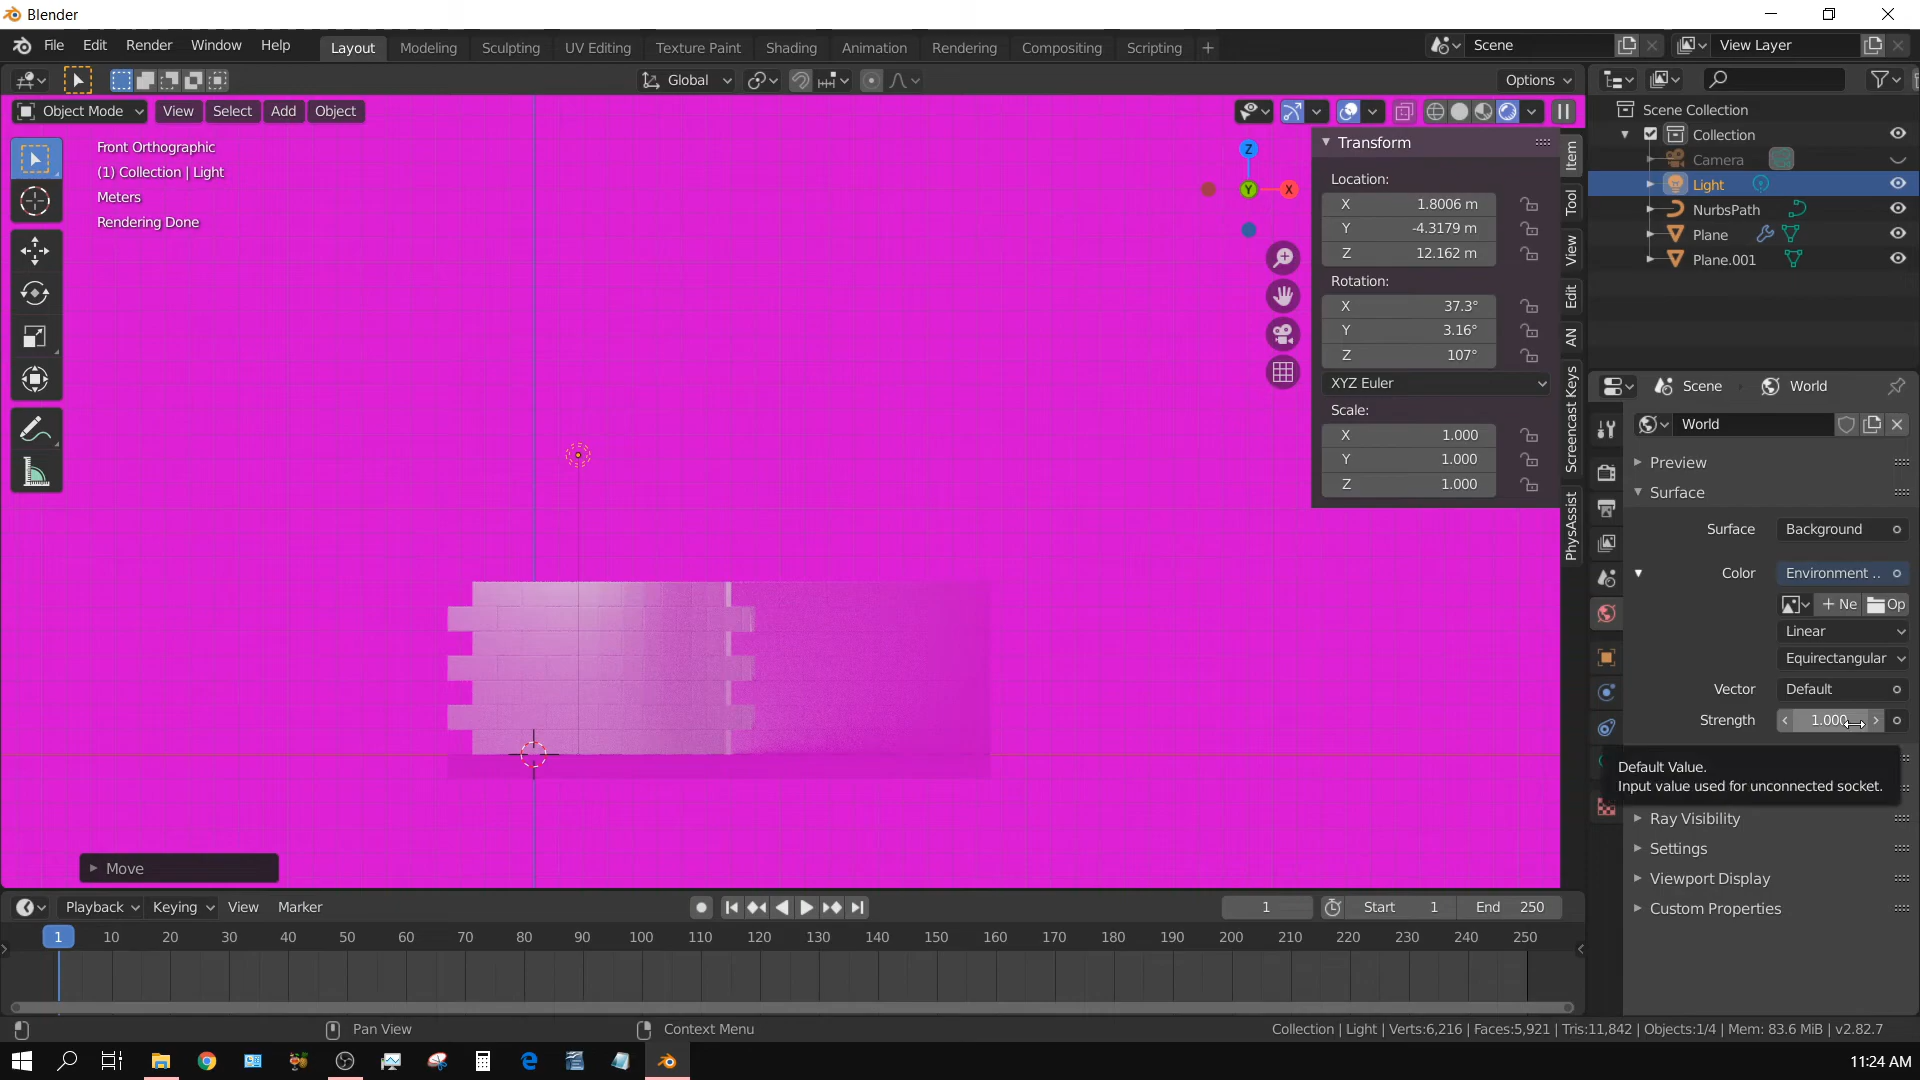 Blender
File Edit Render Window Help Layout Modeling Sculpting UV Editing Texture Paint Shading Animation Rendering Compositing Scripting + Scene View Layer
Global Options
Object Mode View Select Add Object
Front Orthographic
(1) Collection | Light
Meters
Rendering Done
Z
X
Y
Transform
Location:
X 1.8006 m
Y -4.3179 m
Z 12.162 m
Rotation:
X 37.3°
Y 3.16°
Z 107°
XYZ Euler
Scale:
X 1.000
Y 1.000
Z 1.000
Item
Tool
View
Edit
AN
Screencast Keys
PhysAssist
Scene Collection
Collection
Camera
Light
NurbsPath
Plane
Plane.001
Scene World
World
Preview
Surface
Surface Background
Color Environment ..
+ Ne Op
Linear
Equirectangular
Vector Default
Strength 1.000
Default Value.
Input value used for unconnected socket.
Ray Visibility
Settings
Viewport Display
Custom Properties
Move
Playback Keying View Marker 1 Start 1 End 250
1 10 20 30 40 50 60 70 80 90 100 110 120 130 140 150 160 170 180 190 200 210 220 230 240 250
Pan View Context Menu Collection | Light | Verts:6,216 | Faces:5,921 | Tris:11,842 | Objects:1/4 | Mem: 83.6 MiB | v2.82.7
11:24 AM